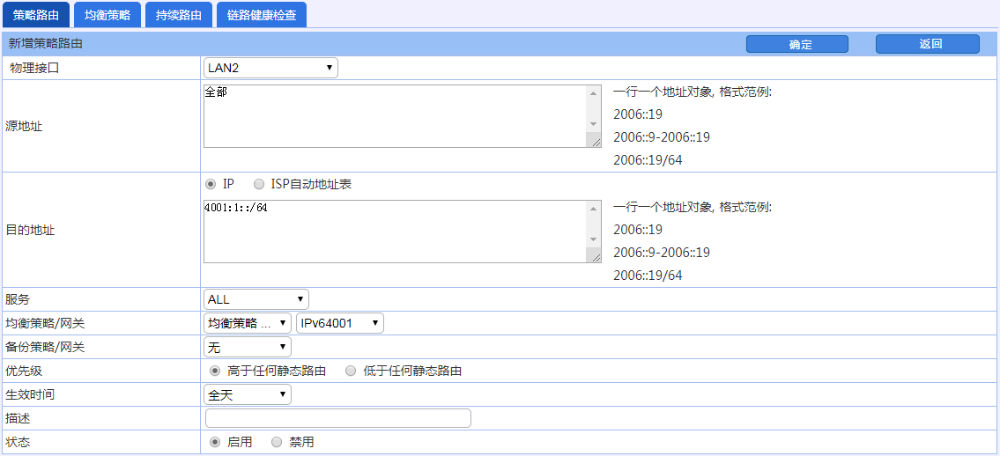 策略路由 均衡策略 持续路由 链路健康检查
新增策略路由 确定 返回
物理接口 LAN2
源地址 全部 一行一个地址对象, 格式范例:
2006::19
2006::9-2006::19
2006::19/64
目的地址 IP ISP自动地址表
4001:1::/64 一行一个地址对象, 格式范例:
2006::19
2006::9-2006::19
2006::19/64
服务 ALL
均衡策略/网关 均衡策略 ... IPv64001
备份策略/网关 无
优先级 高于任何静态路由 低于任何静态路由
生效时间 全天
描述
状态 启用 禁用